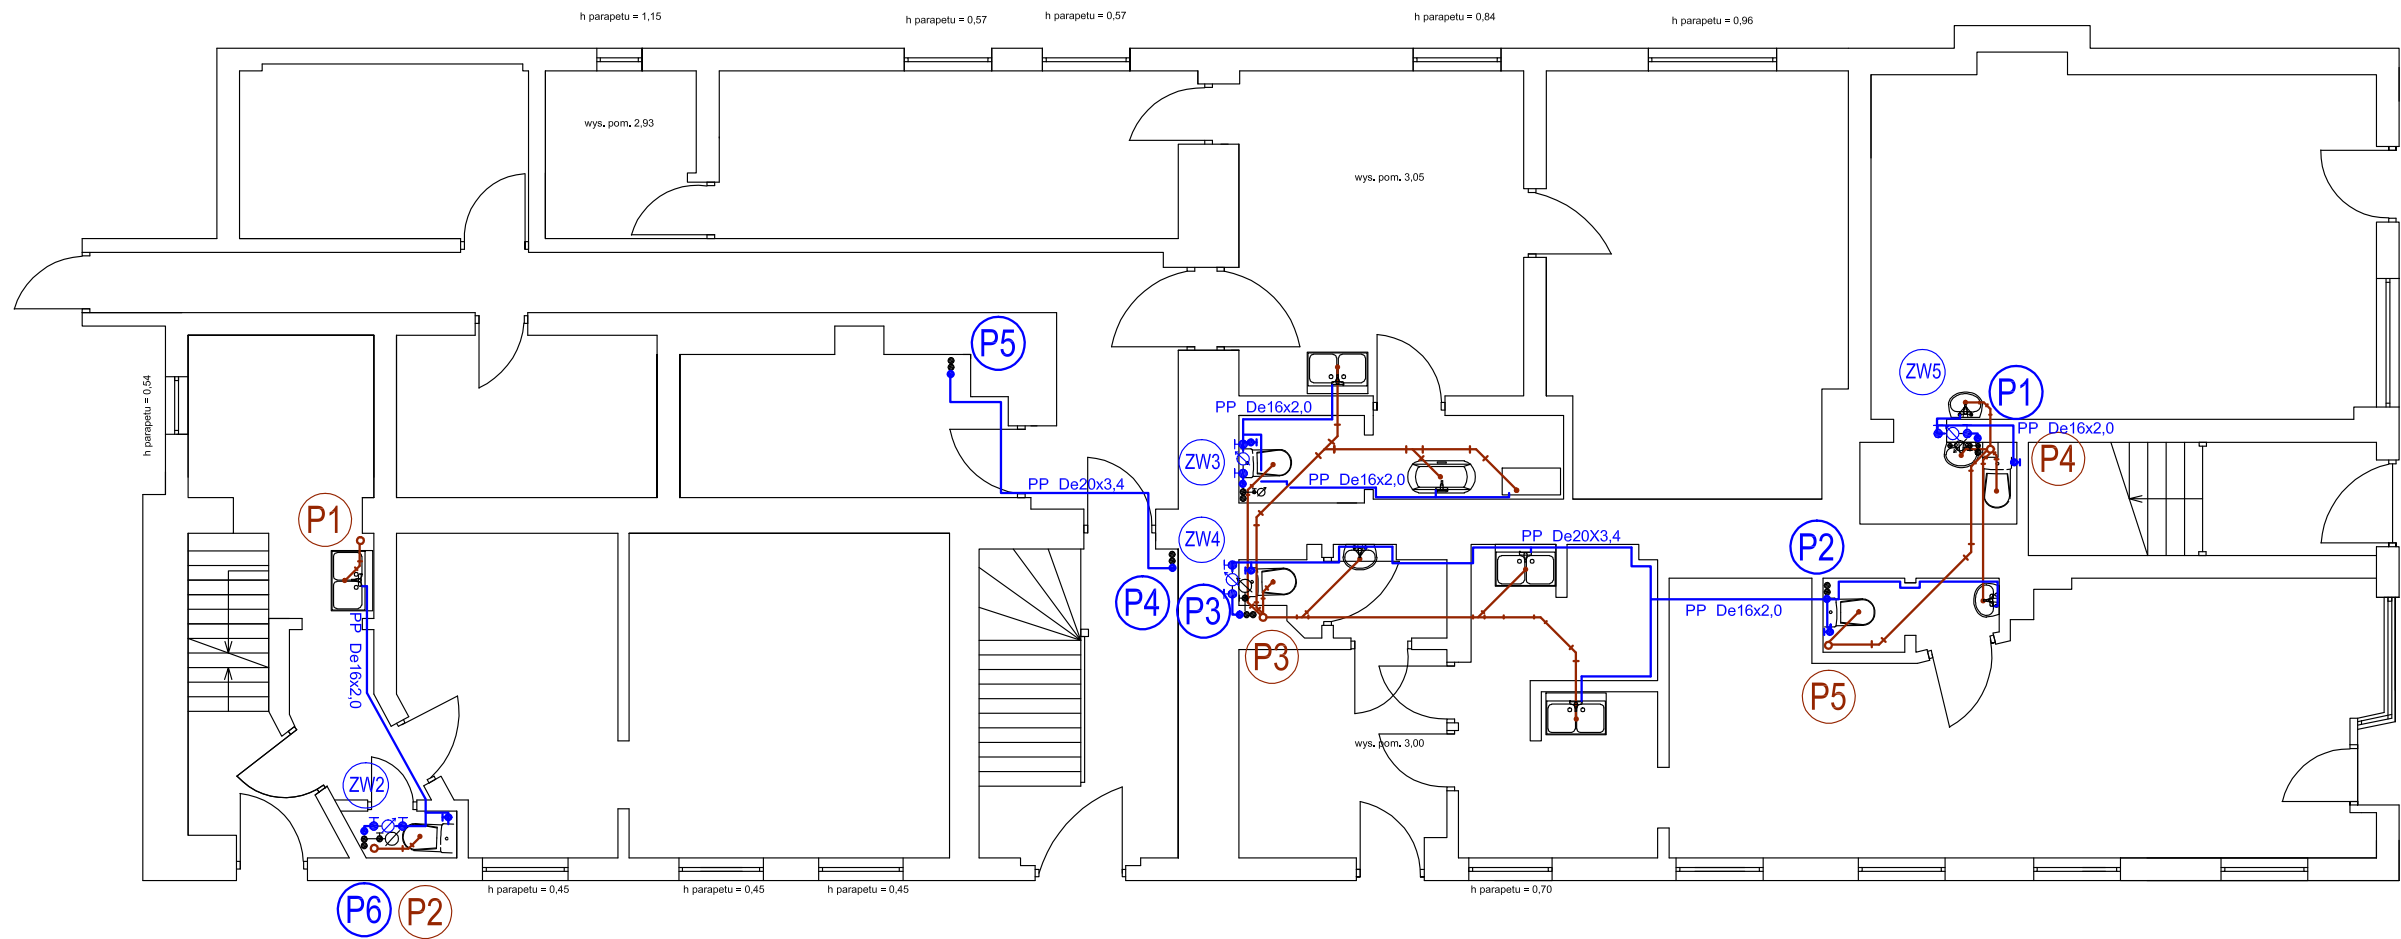 h parapetu = 1,15
h parapetu = 0,57
h parapetu = 0,57
h parapetu = 0,84
h parapetu = 0,96
wys. pom. 2,93
wys. pom. 3,05
P5
h parapetu = 0,54
ZW5
P1
PP De16x2,0
PP De16x2,0
P4
ZW3
PP De16x2,0
PP De20x3,4
P1
ZW4
PP De20X3,4
P2
P4
P3
PP De16x2,0
P3
PP De16x2,0
P5
wys. pom. 3,00
ZW2
h parapetu = 0,45
h parapetu = 0,45
h parapetu = 0,45
h parapetu = 0,70
P6
P2